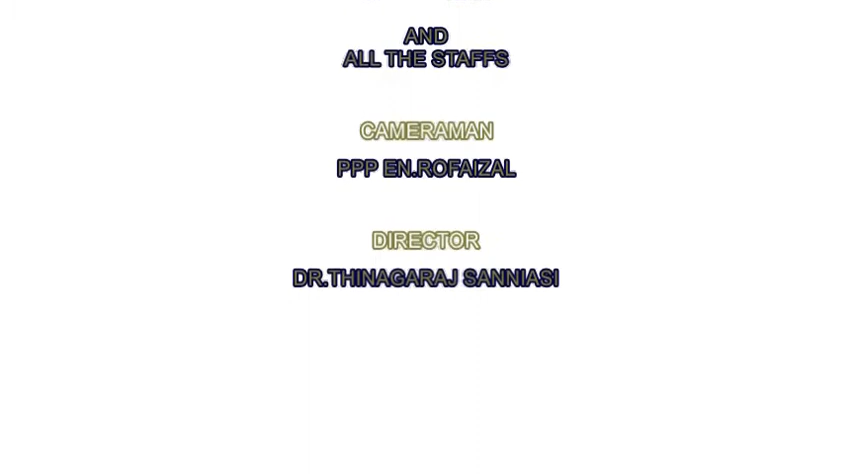 AND
ALL THE STAFFS
CAMERAMAN
PPP EN.ROFAIZAL
DIRECTOR
DR.THINAGARAJ SANNIASI